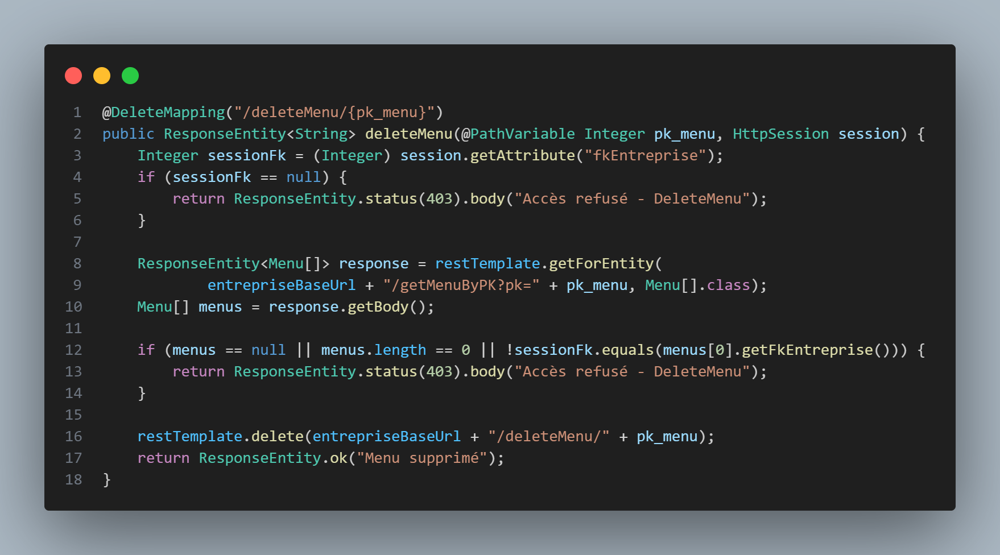 1 @DeleteMapping("/deleteMenu/{pk_menu}")
2 public ResponseEntity<String> deleteMenu(@PathVariable Integer pk_menu, HttpSession session) {
3     Integer sessionFk = (Integer) session.getAttribute("fkEntreprise");
4     if (sessionFk == null) {
5         return ResponseEntity.status(403).body("Accès refusé - DeleteMenu");
6     }
7
8     ResponseEntity<Menu[]> response = restTemplate.getForEntity(
9             entrepriseBaseUrl + "/getMenuByPK?pk=" + pk_menu, Menu[].class);
10     Menu[] menus = response.getBody();
11
12     if (menus == null || menus.length == 0 || !sessionFk.equals(menus[0].getFkEntreprise())) {
13         return ResponseEntity.status(403).body("Accès refusé - DeleteMenu");
14     }
15
16     restTemplate.delete(entrepriseBaseUrl + "/deleteMenu/" + pk_menu);
17     return ResponseEntity.ok("Menu supprimé");
18 }